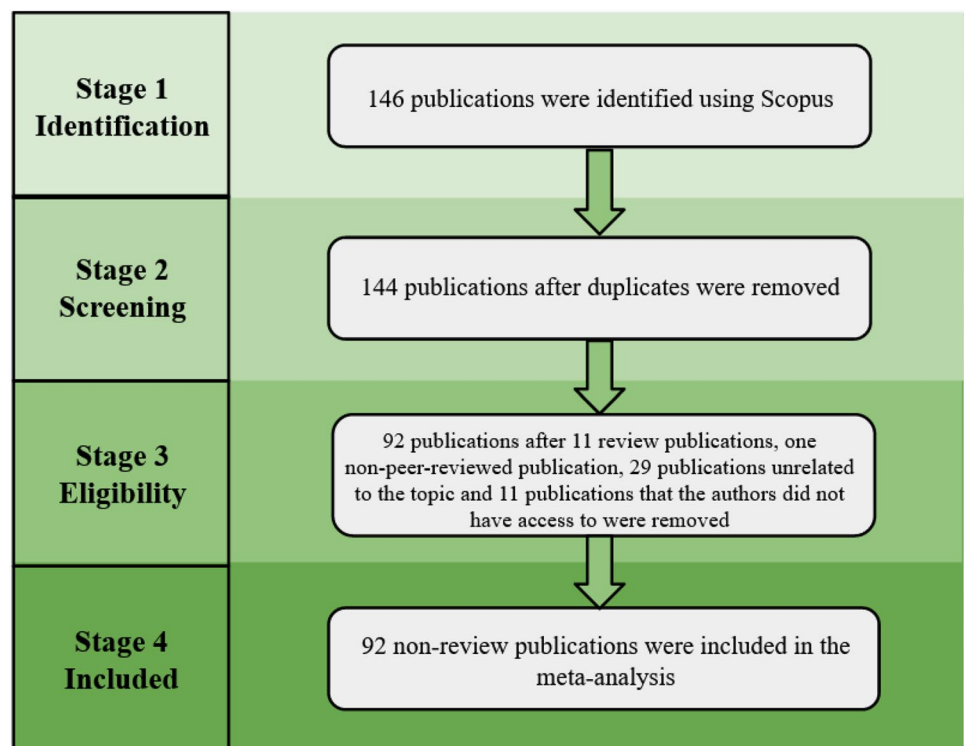 Stage 1
Identification
146 publications were identified using Scopus
Stage 2
Screening
144 publications after duplicates were removed
Stage 3
Eligibility
92 publications after 11 review publications, one
non-peer-reviewed publication, 29 publications unrelated
to the topic and 11 publications that the authors did not
have access to were removed
Stage 4
Included
92 non-review publications were included in the
meta-analysis